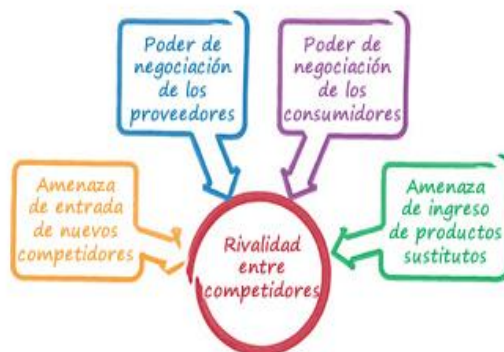 Poder de
negociación
de los
proveedores
Poder de
negociación
de los
consumidores
Amenaza
de entrada
de nuevos
competidores
Rivalidad
entre
competidores
Amenaza
de ingreso
de productos
sustitutos